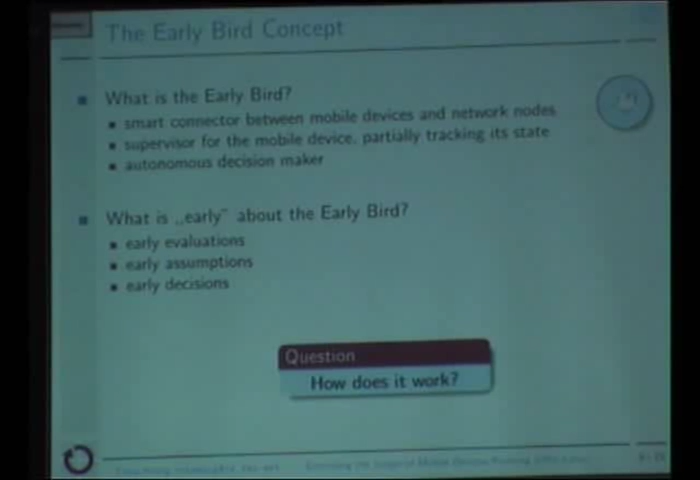 The Early Bird Concept
What is the Early Bird?
smart connector between mobile devices and network nodes
supervisor for the mobile device, partially tracking its state
autonomous decision maker
What is „early“ about the Early Bird?
early evaluations
early assumptions
early decisions
Question
How does it work?